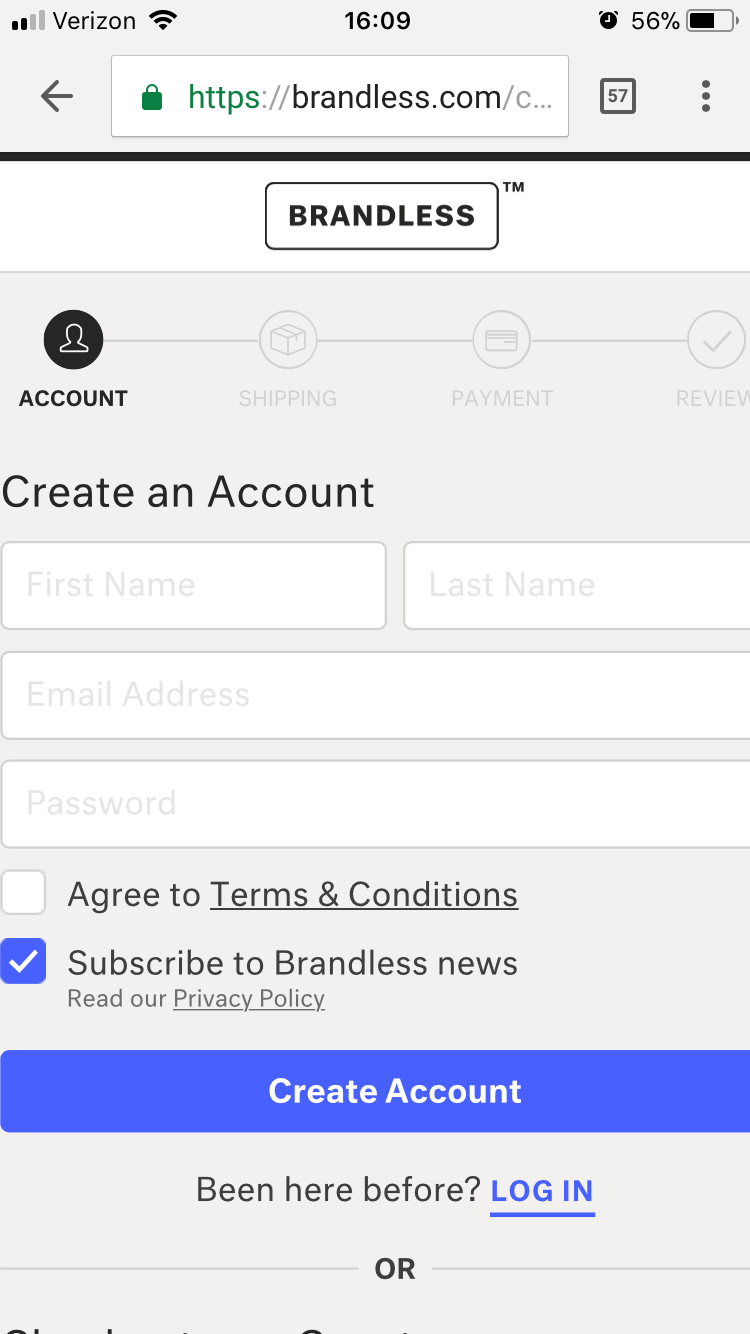 Verizon 16:09 56%
https://brandless.com/c... 57
BRANDLESS™
ACCOUNT SHIPPING PAYMENT REVIEW
Create an Account
First Name Last Name
Email Address
Password
Agree to Terms & Conditions
Subscribe to Brandless news
Read our Privacy Policy
Create Account
Been here before? LOG IN
OR